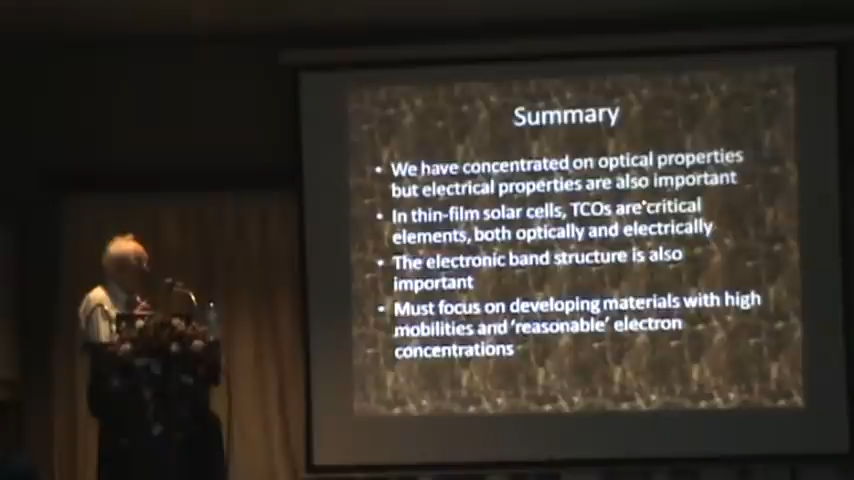 Summary
• We have concentrated on optical properties
but electrical properties are also important
• In thin-film solar cells, TCOs are critical
elements, both optically and electrically
• The electronic band structure is also
important
• Must focus on developing materials with high
mobilities and ‘reasonable’ electron
concentrations